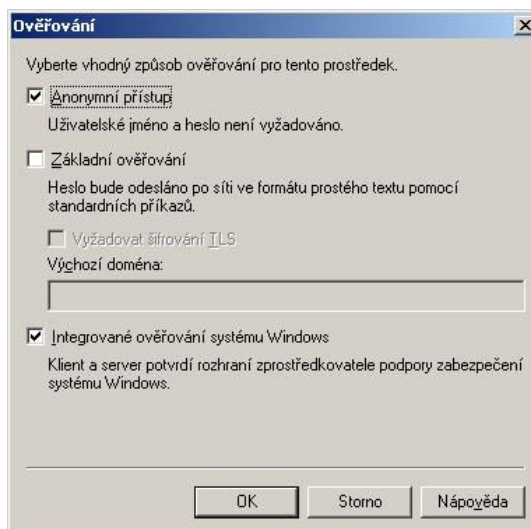 Ověřování
Vyberte vhodný způsob ověřování pro tento prostředek.
Anonymní přístup
Uživatelské jméno a heslo není vyžadováno.
Základní ověřování
Heslo bude odesláno po síti ve formátu prostého textu pomocí
standardních příkazů.
Vyžadovat šifrování TLS
Výchozí doména:
Integrované ověřování systému Windows
Klient a server potvrdí rozhraní zprostředkovatele podpory zabezpečení
systému Windows.
OK Storno Nápověda